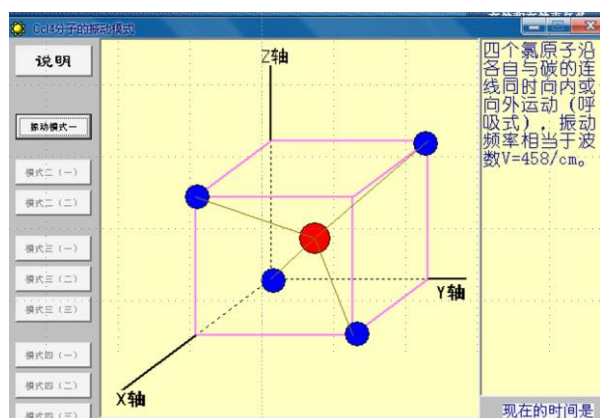 Ccl4分子的振动模式
说明
振动模式一
模式二（一）
模式二（二）
模式三（一）
模式三（二）
模式三（三）
模式四（一）
模式四（二）
模式四（三）
Z轴
Y轴
X轴
四个氯原子沿
各自与碳的连
线同时向内或
向外运动（呼
吸式），振动
频率相当于波
数V=458/cm。
现在的时间是